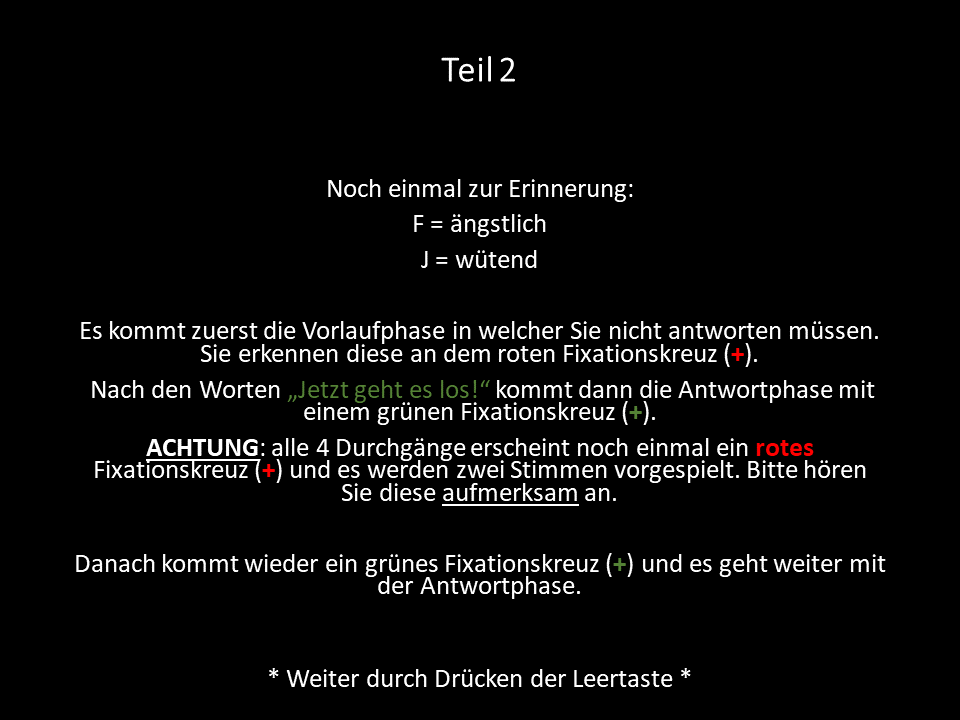 Teil 2
Noch einmal zur Erinnerung:
F = ängstlich
J = wütend
Es kommt zuerst die Vorlaufphase in welcher Sie nicht antworten müssen.
Sie erkennen diese an dem roten Fixationskreuz (+).
Nach den Worten „Jetzt geht es los!“ kommt dann die Antwortphase mit
einem grünen Fixationskreuz (+).
ACHTUNG: alle 4 Durchgänge erscheint noch einmal ein rotes
Fixationskreuz (+) und es werden zwei Stimmen vorgespielt. Bitte hören
Sie diese aufmerksam an.
Danach kommt wieder ein grünes Fixationskreuz (+) und es geht weiter mit
der Antwortphase.
* Weiter durch Drücken der Leertaste *